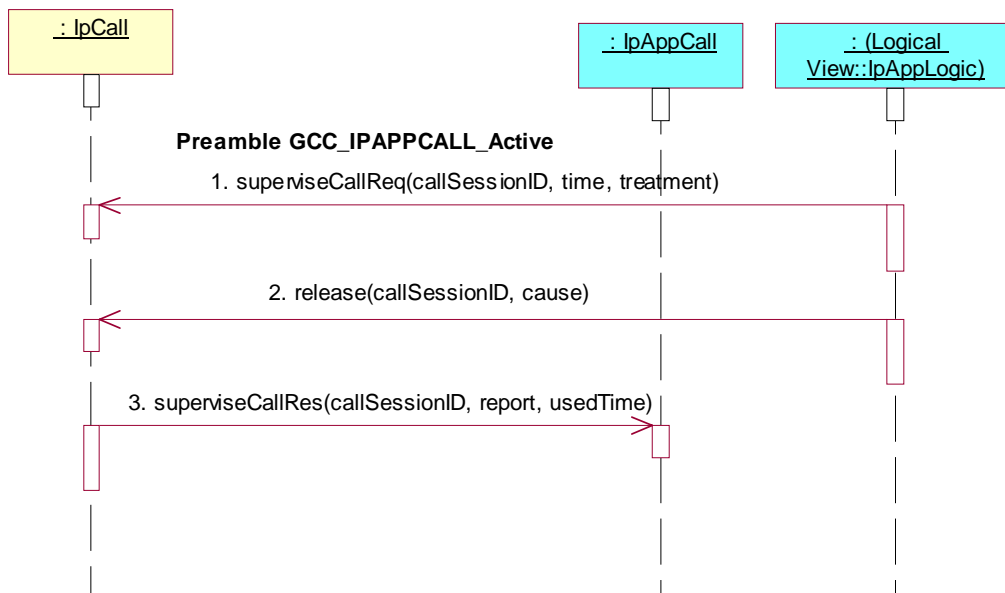 : IpCall
: IpAppCall
: (Logical
View::IpAppLogic)
Preamble GCC_IPAPPCALL_Active
1. superviseCallReq(callSessionID, time, treatment)
2. release(callSessionID, cause)
3. superviseCallRes(callSessionID, report, usedTime)